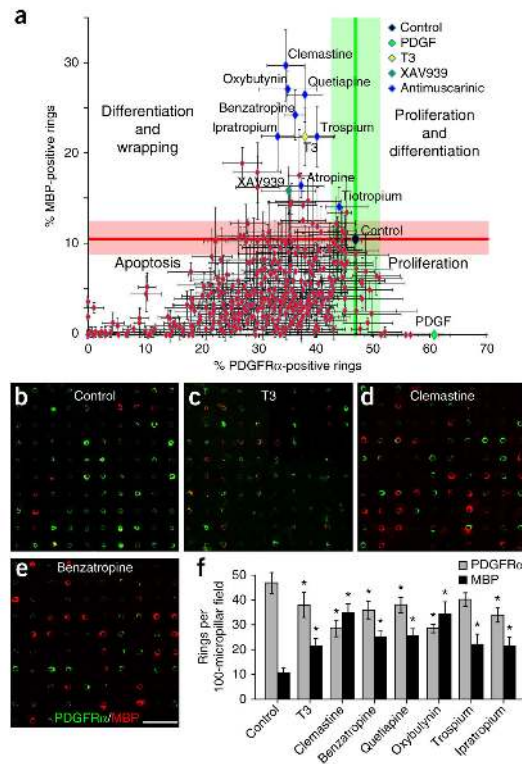 a
Control
PDGF
T3
XAV939
Antimuscarinic
% MBP-positive rings
30
20
10
0
Clemastine
Oxybutynin
Quetiapine
Benzatropine
Ipratropium
Trospium
T3
XAV939
Atropine
Tiotropium
Control
PDGF
Differentiation
and
wrapping
Proliferation
and
differentiation
Apoptosis
Proliferation
0 10 20 30 40 50 60 70
% PDGFRα-positive rings
b
Control
c
T3
d
Clemastine
e
Benzatropine
PDGFRα/MBP
f
PDGFRα
MBP
Rings per
100-micropillar field
50
40
30
20
10
0
* * * * * * * * * * * *
Control
T3
Clemastine
Benzatropine
Quetiapine
Oxybutynin
Trospium
Ipratropium